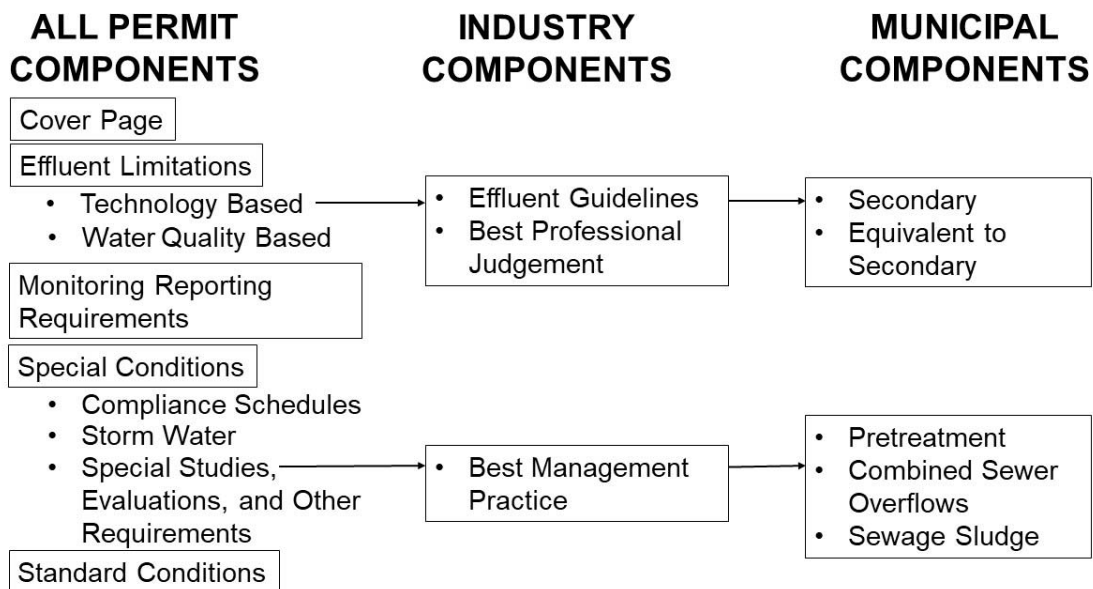 ALL PERMIT
COMPONENTS
Cover Page
Effluent Limitations
• Technology Based
• Water Quality Based
Monitoring Reporting
Requirements
Special Conditions
• Compliance Schedules
• Storm Water
• Special Studies,
Evaluations, and Other
Requirements
Standard Conditions
INDUSTRY
COMPONENTS
• Effluent Guidelines
• Best Professional
Judgement
• Best Management
Practice
MUNICIPAL
COMPONENTS
• Secondary
• Equivalent to
Secondary
• Pretreatment
• Combined Sewer
Overflows
• Sewage Sludge